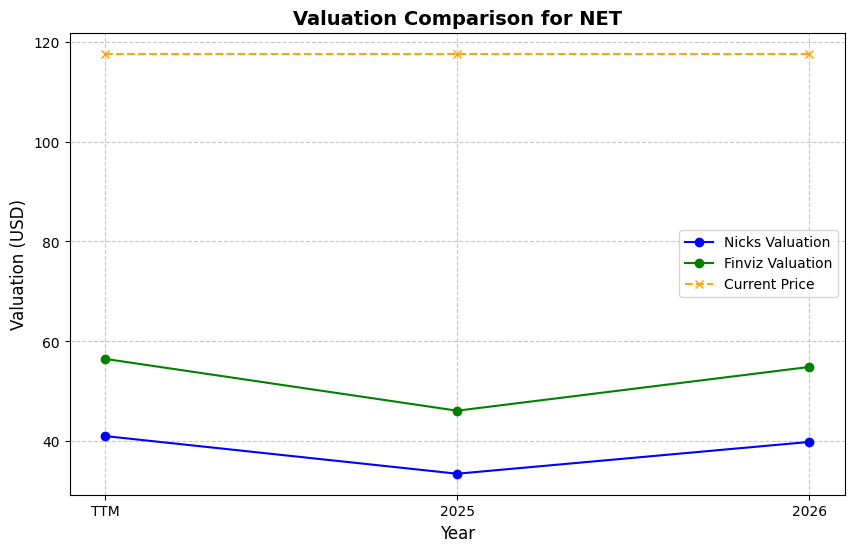 Valuation Comparison for NET
Valuation (USD)
120
100
80
60
40
Nicks Valuation
Finviz Valuation
Current Price
TTM
2025
2026
Year